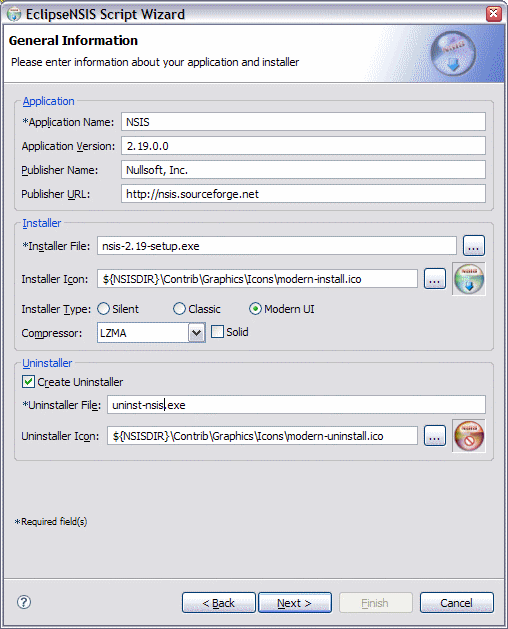 EclipseNSIS Script Wizard
General Information
Please enter information about your application and installer
Application
*Application Name: NSIS
Application Version: 2.19.0.0
Publisher Name: Nullsoft, Inc.
Publisher URL: http://nsis.sourceforge.net
Installer
*Installer File: nsis-2.19-setup.exe ...
Installer Icon: ${NSISDIR}\Contrib\Graphics\Icons\modern-install.ico ...
Installer Type: Silent Classic Modern UI
Compressor: LZMA Solid
Uninstaller
Create Uninstaller
*Uninstaller File: uninst-nsis.exe
Uninstaller Icon: ${NSISDIR}\Contrib\Graphics\Icons\modern-uninstall.ico ...
*Required field(s)
? < Back Next > Finish Cancel